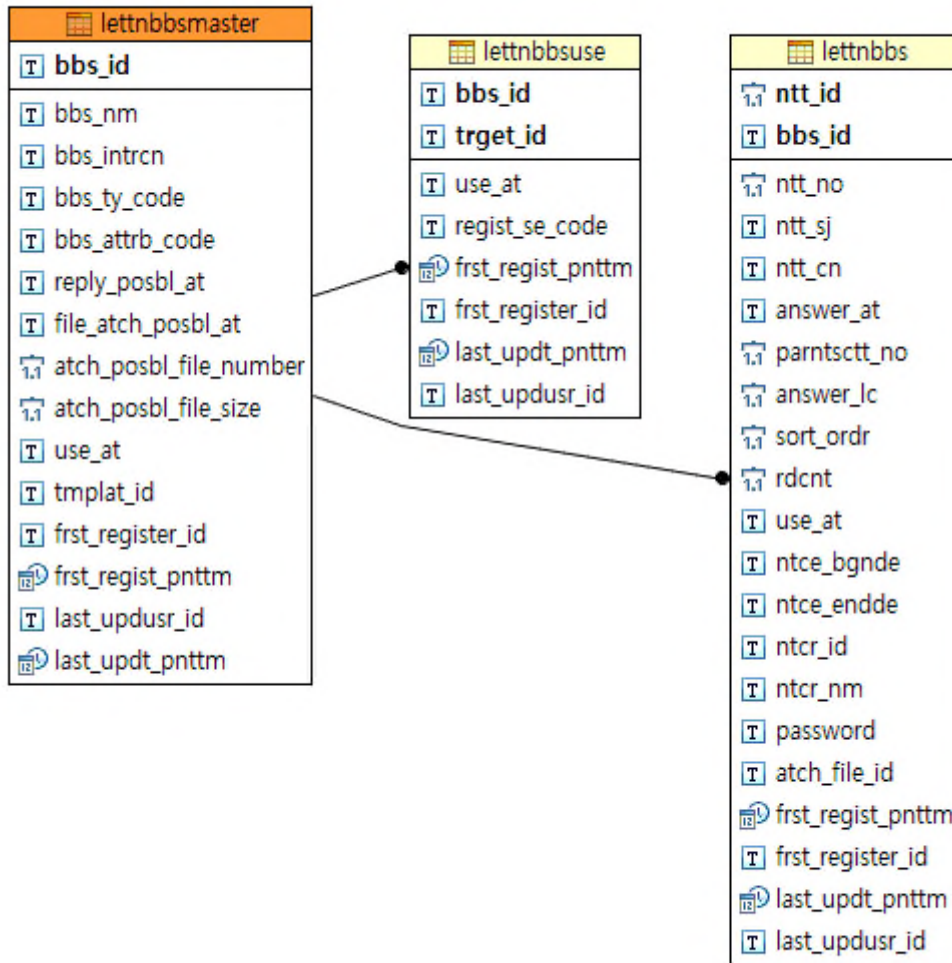 lettnbbsmaster
bbs_id
bbs_nm
bbs_intrcn
bbs_ty_code
bbs_attrb_code
reply_posbl_at
file_atch_posbl_at
atch_posbl_file_number
atch_posbl_file_size
use_at
tmplat_id
frst_register_id
frst_regist_pnttm
last_updusr_id
last_updt_pnttm
lettnbbsuse
bbs_id
trget_id
use_at
regist_se_code
frst_regist_pnttm
frst_register_id
last_updt_pnttm
last_updusr_id
lettnbbs
ntt_id
bbs_id
ntt_no
ntt_sj
ntt_cn
answer_at
parntsctt_no
answer_lc
sort_ordr
rdcnt
use_at
ntce_bgnde
ntce_endde
ntcr_id
ntcr_nm
password
atch_file_id
frst_regist_pnttm
frst_register_id
last_updt_pnttm
last_updusr_id